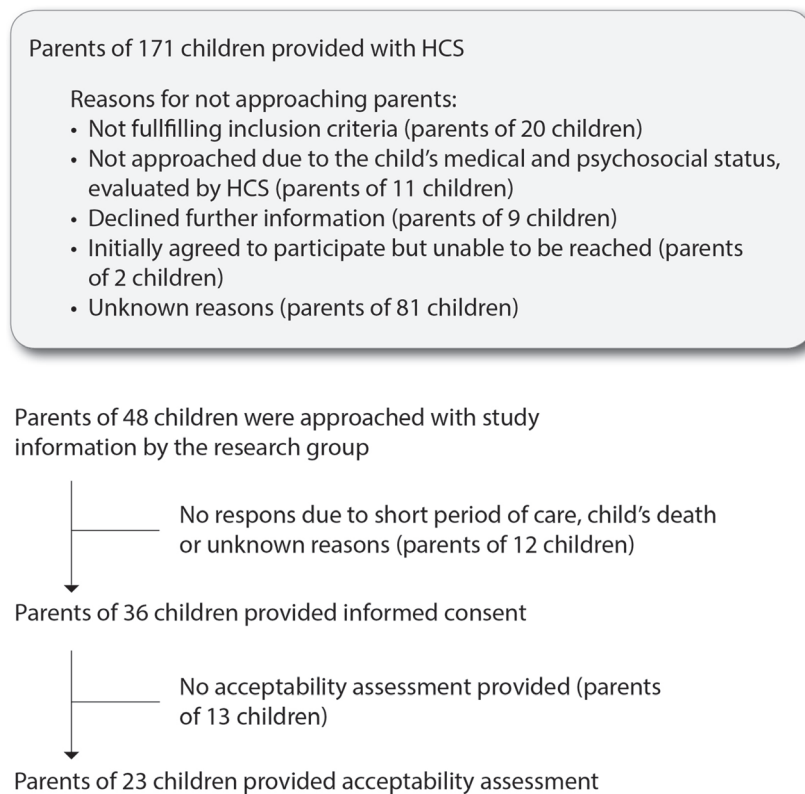 Parents of 171 children provided with HCS
Reasons for not approaching parents:
• Not fullfilling inclusion criteria (parents of 20 children)
• Not approached due to the child’s medical and psychosocial status,
evaluated by HCS (parents of 11 children)
• Declined further information (parents of 9 children)
• Initially agreed to participate but unable to be reached (parents
of 2 children)
• Unknown reasons (parents of 81 children)
Parents of 48 children were approached with study
information by the research group
No respons due to short period of care, child’s death
or unknown reasons (parents of 12 children)
Parents of 36 children provided informed consent
No acceptability assessment provided (parents
of 13 children)
Parents of 23 children provided acceptability assessment